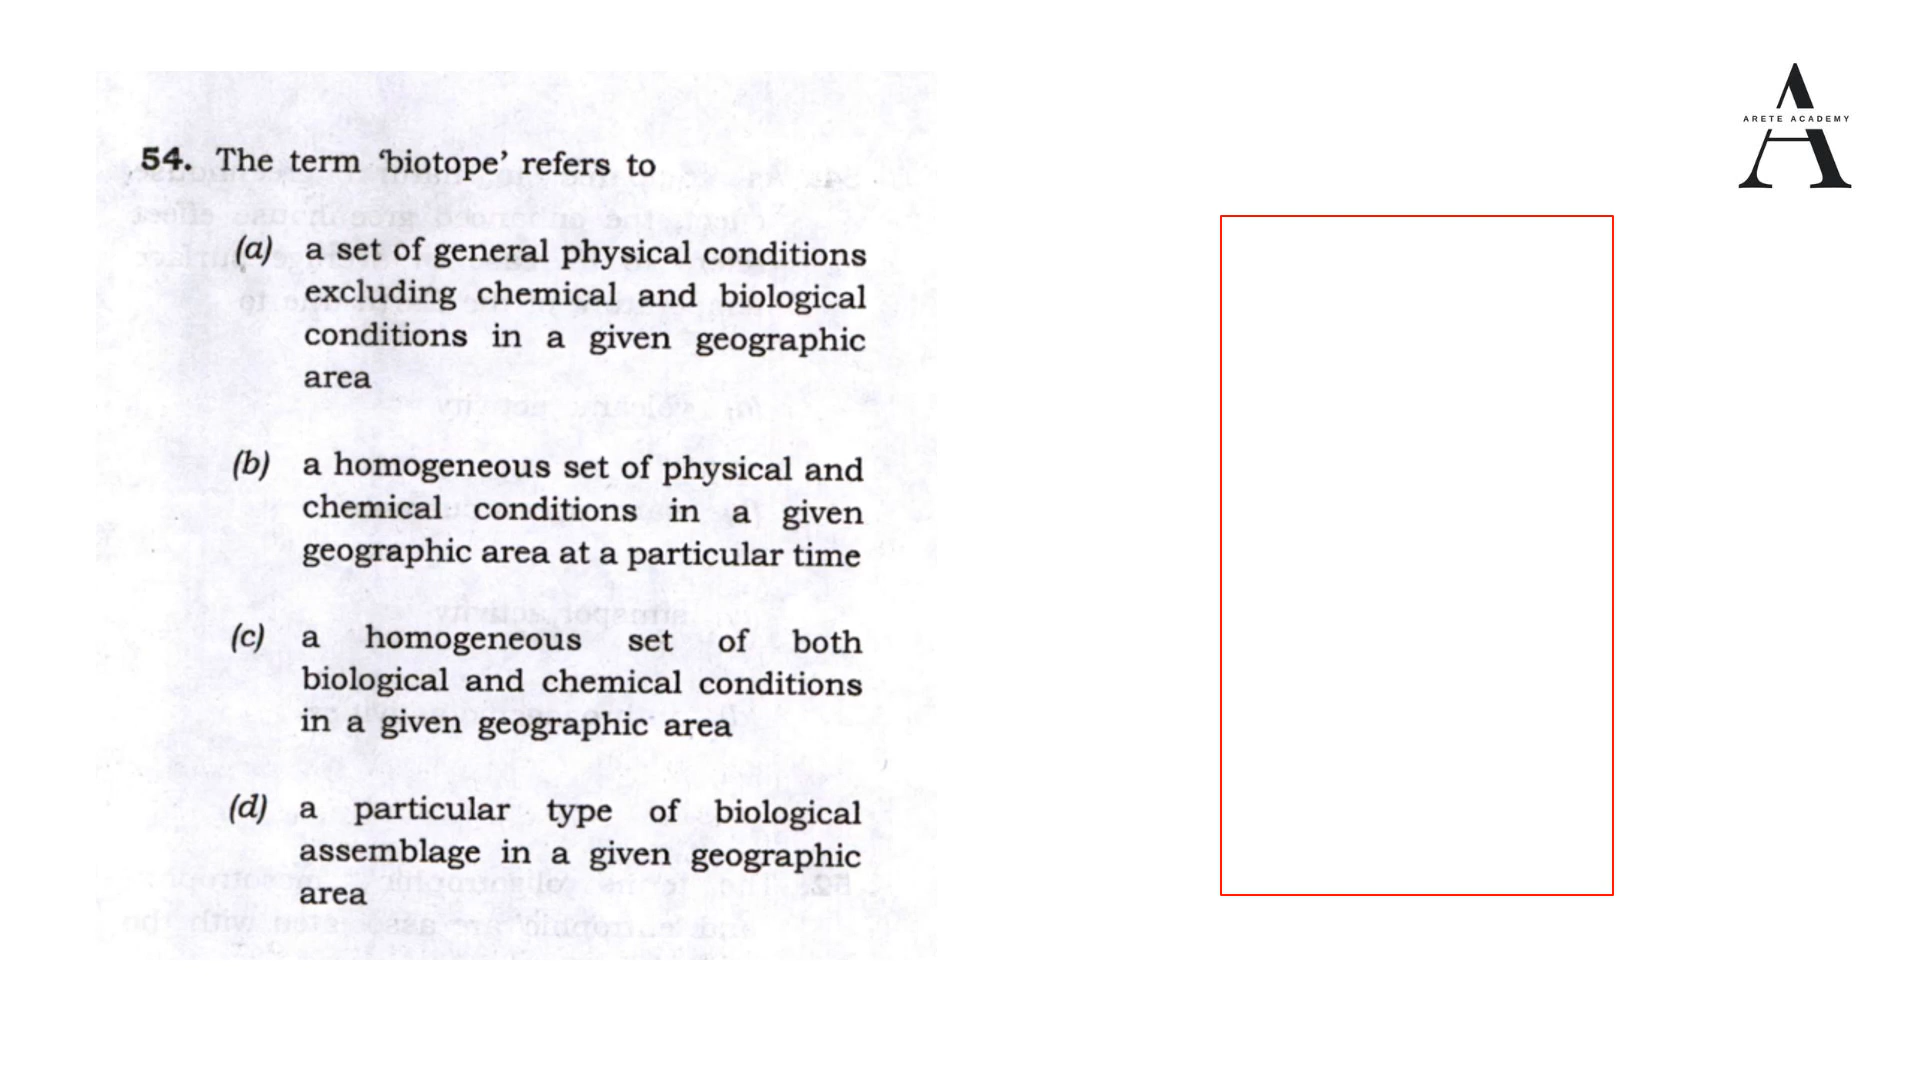 54. The term ‘biotope’ refers to
(a) a set of general physical conditions
excluding chemical and biological
conditions in a given geographic
area
(b) a homogeneous set of physical and
chemical conditions in a given
geographic area at a particular time
(c) a homogeneous set of both
biological and chemical conditions
in a given geographic area
(d) a particular type of biological
assemblage in a given geographic
area
ARETE ACADEMY